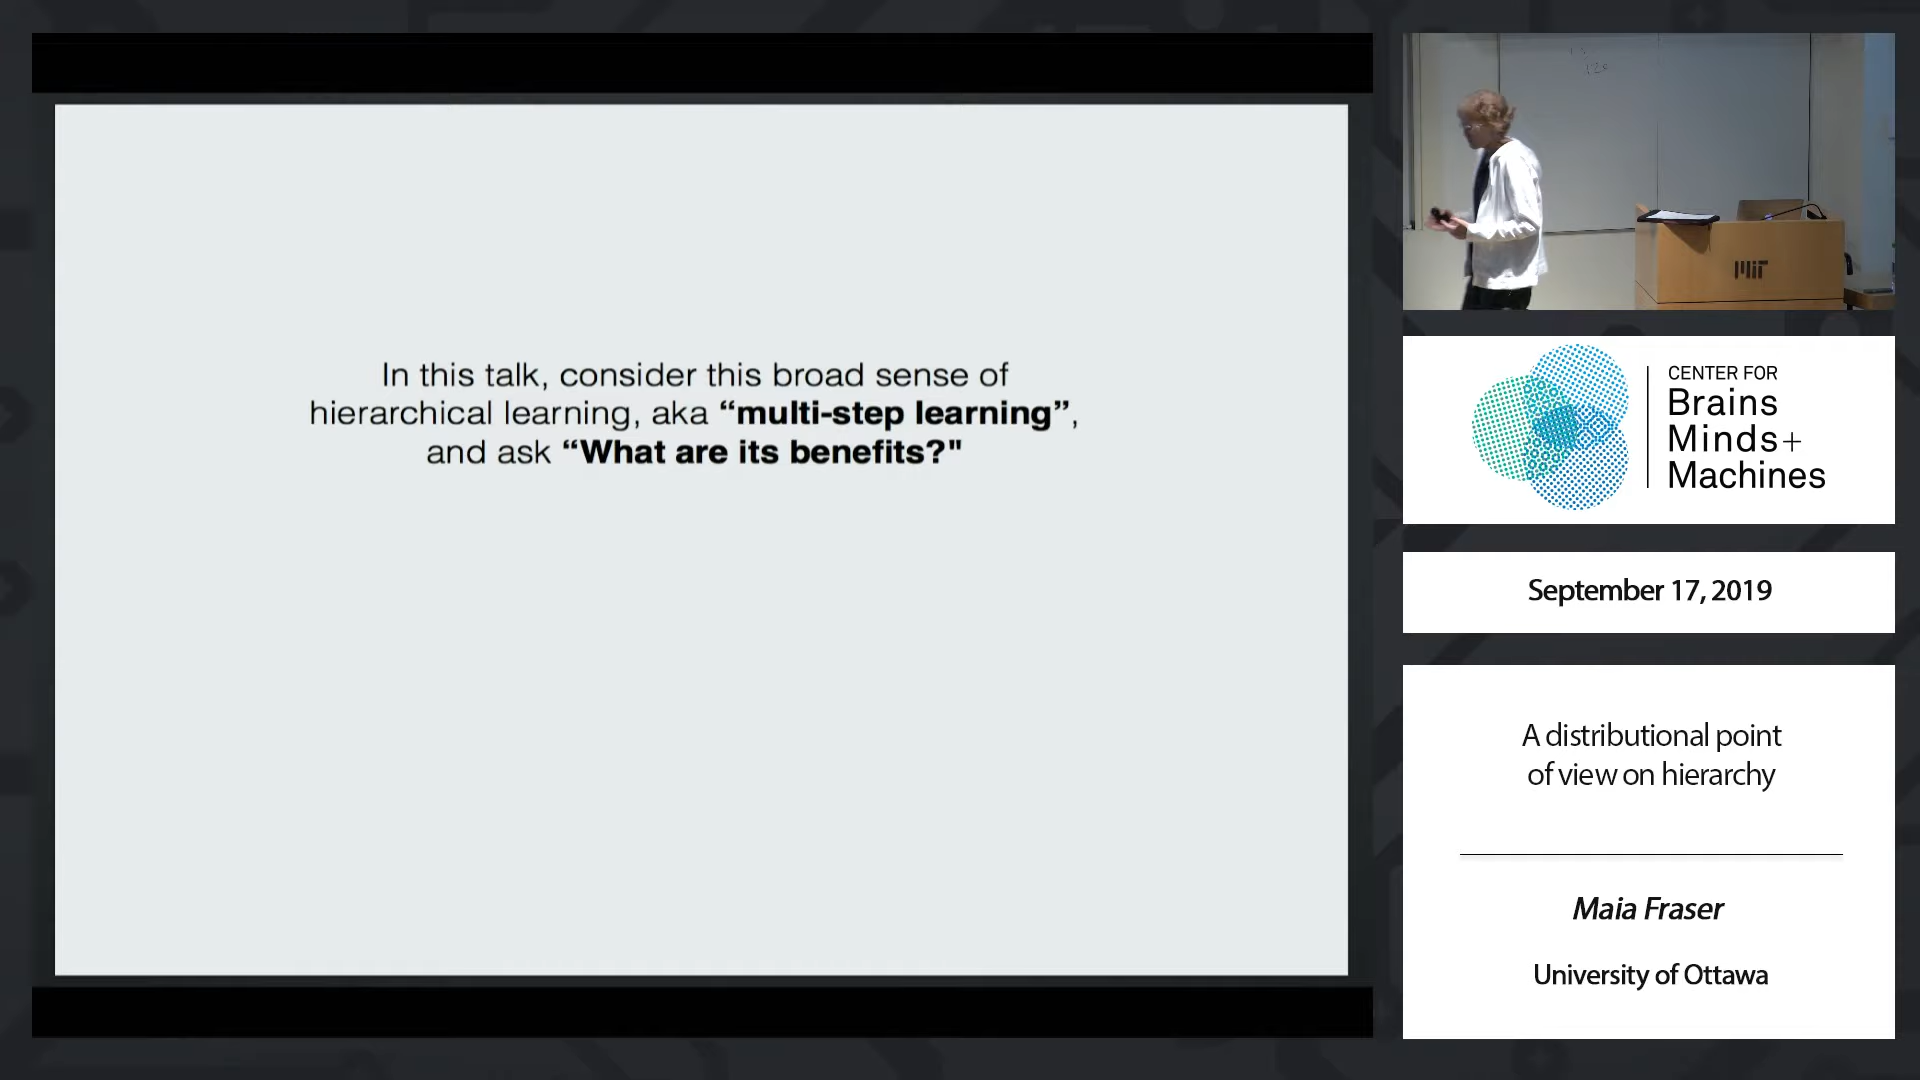 In this talk, consider this broad sense of
hierarchical learning, aka “multi-step learning”,
and ask “What are its benefits?"
MIT
CENTER FOR
Brains
Minds+
Machines
September 17, 2019
A distributional point
of view on hierarchy
Maia Fraser
University of Ottawa